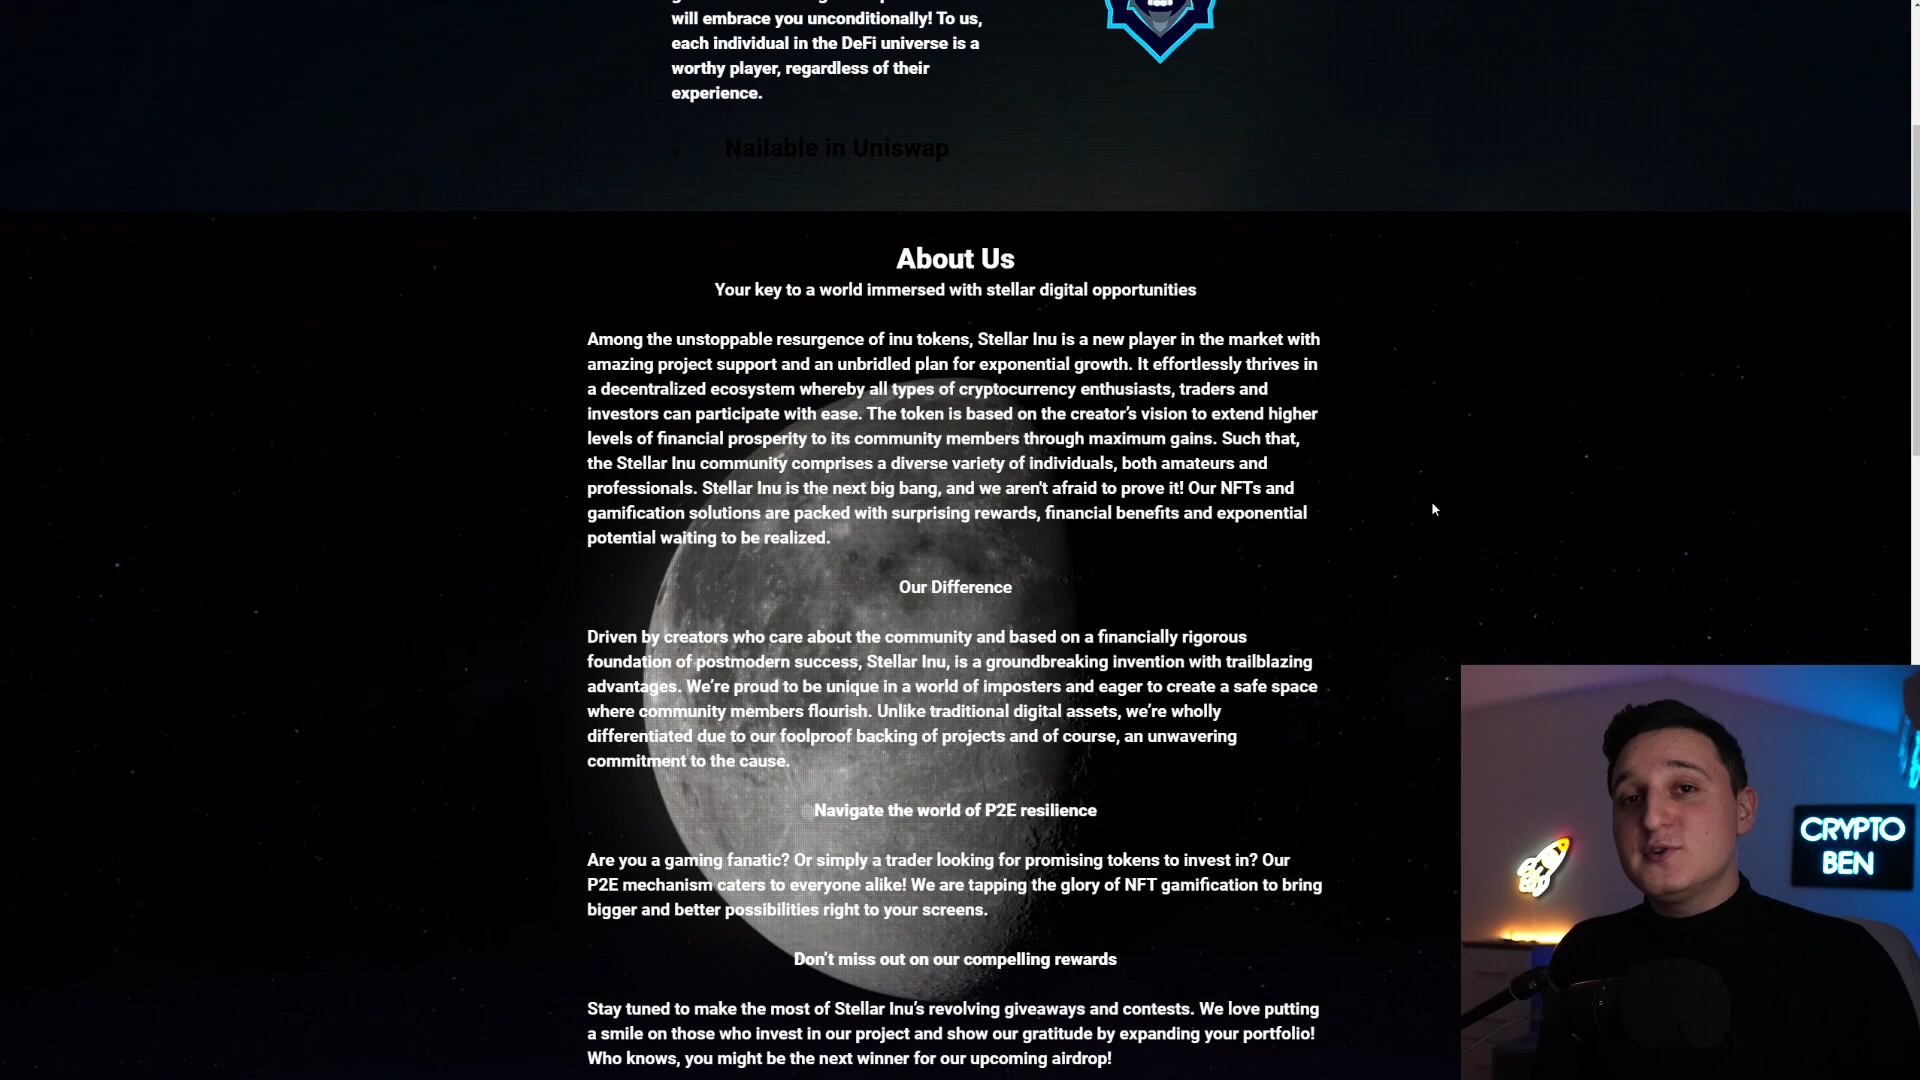 will embrace you unconditionally! To us,
each individual in the DeFi universe is a
worthy player, regardless of their
experience.
3 Nailable in Uniswap
About Us
Your key to a world immersed with stellar digital opportunities
Among the unstoppable resurgence of inu tokens, Stellar Inu is a new player in the market with
amazing project support and an unbridled plan for exponential growth. It effortlessly thrives in
a decentralized ecosystem whereby all types of cryptocurrency enthusiasts, traders and
investors can participate with ease. The token is based on the creator’s vision to extend higher
levels of financial prosperity to its community members through maximum gains. Such that,
the Stellar Inu community comprises a diverse variety of individuals, both amateurs and
professionals. Stellar Inu is the next big bang, and we aren't afraid to prove it! Our NFTs and
gamification solutions are packed with surprising rewards, financial benefits and exponential
potential waiting to be realized.
Our Difference
Driven by creators who care about the community and based on a financially rigorous
foundation of postmodern success, Stellar Inu, is a groundbreaking invention with trailblazing
advantages. We’re proud to be unique in a world of imposters and eager to create a safe space
where community members flourish. Unlike traditional digital assets, we’re wholly
differentiated due to our foolproof backing of projects and of course, an unwavering
commitment to the cause.
Navigate the world of P2E resilience
Are you a gaming fanatic? Or simply a trader looking for promising tokens to invest in? Our
P2E mechanism caters to everyone alike! We are tapping the glory of NFT gamification to bring
bigger and better possibilities right to your screens.
Don’t miss out on our compelling rewards
Stay tuned to make the most of Stellar Inu’s revolving giveaways and contests. We love putting
a smile on those who invest in our project and show our gratitude by expanding your portfolio!
Who knows, you might be the next winner for our upcoming airdrop!
CRYPTO
BEN